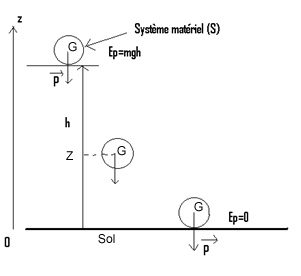 z
Système matériel (S)
G
Ep=mgh
P
h
G
Z
G
Ep=0
0
Sol
P